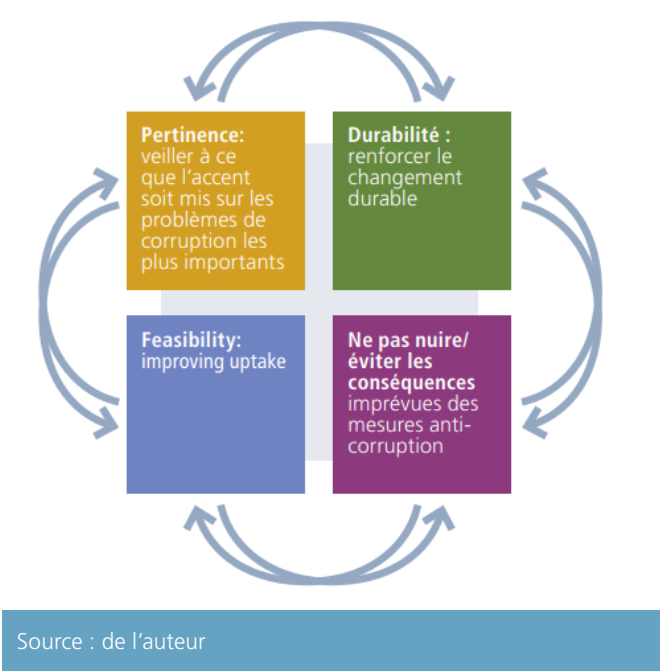 Pertinence:
veiller à ce
que l'accent
soit mis sur les
problèmes de
corruption les
plus importants
Durabilité :
renforcer le
changement
durable
Feasibility:
improving uptake
Ne pas nuire/
éviter les
conséquences
imprévues des
mesures anti-
corruption
Source : de l'auteur